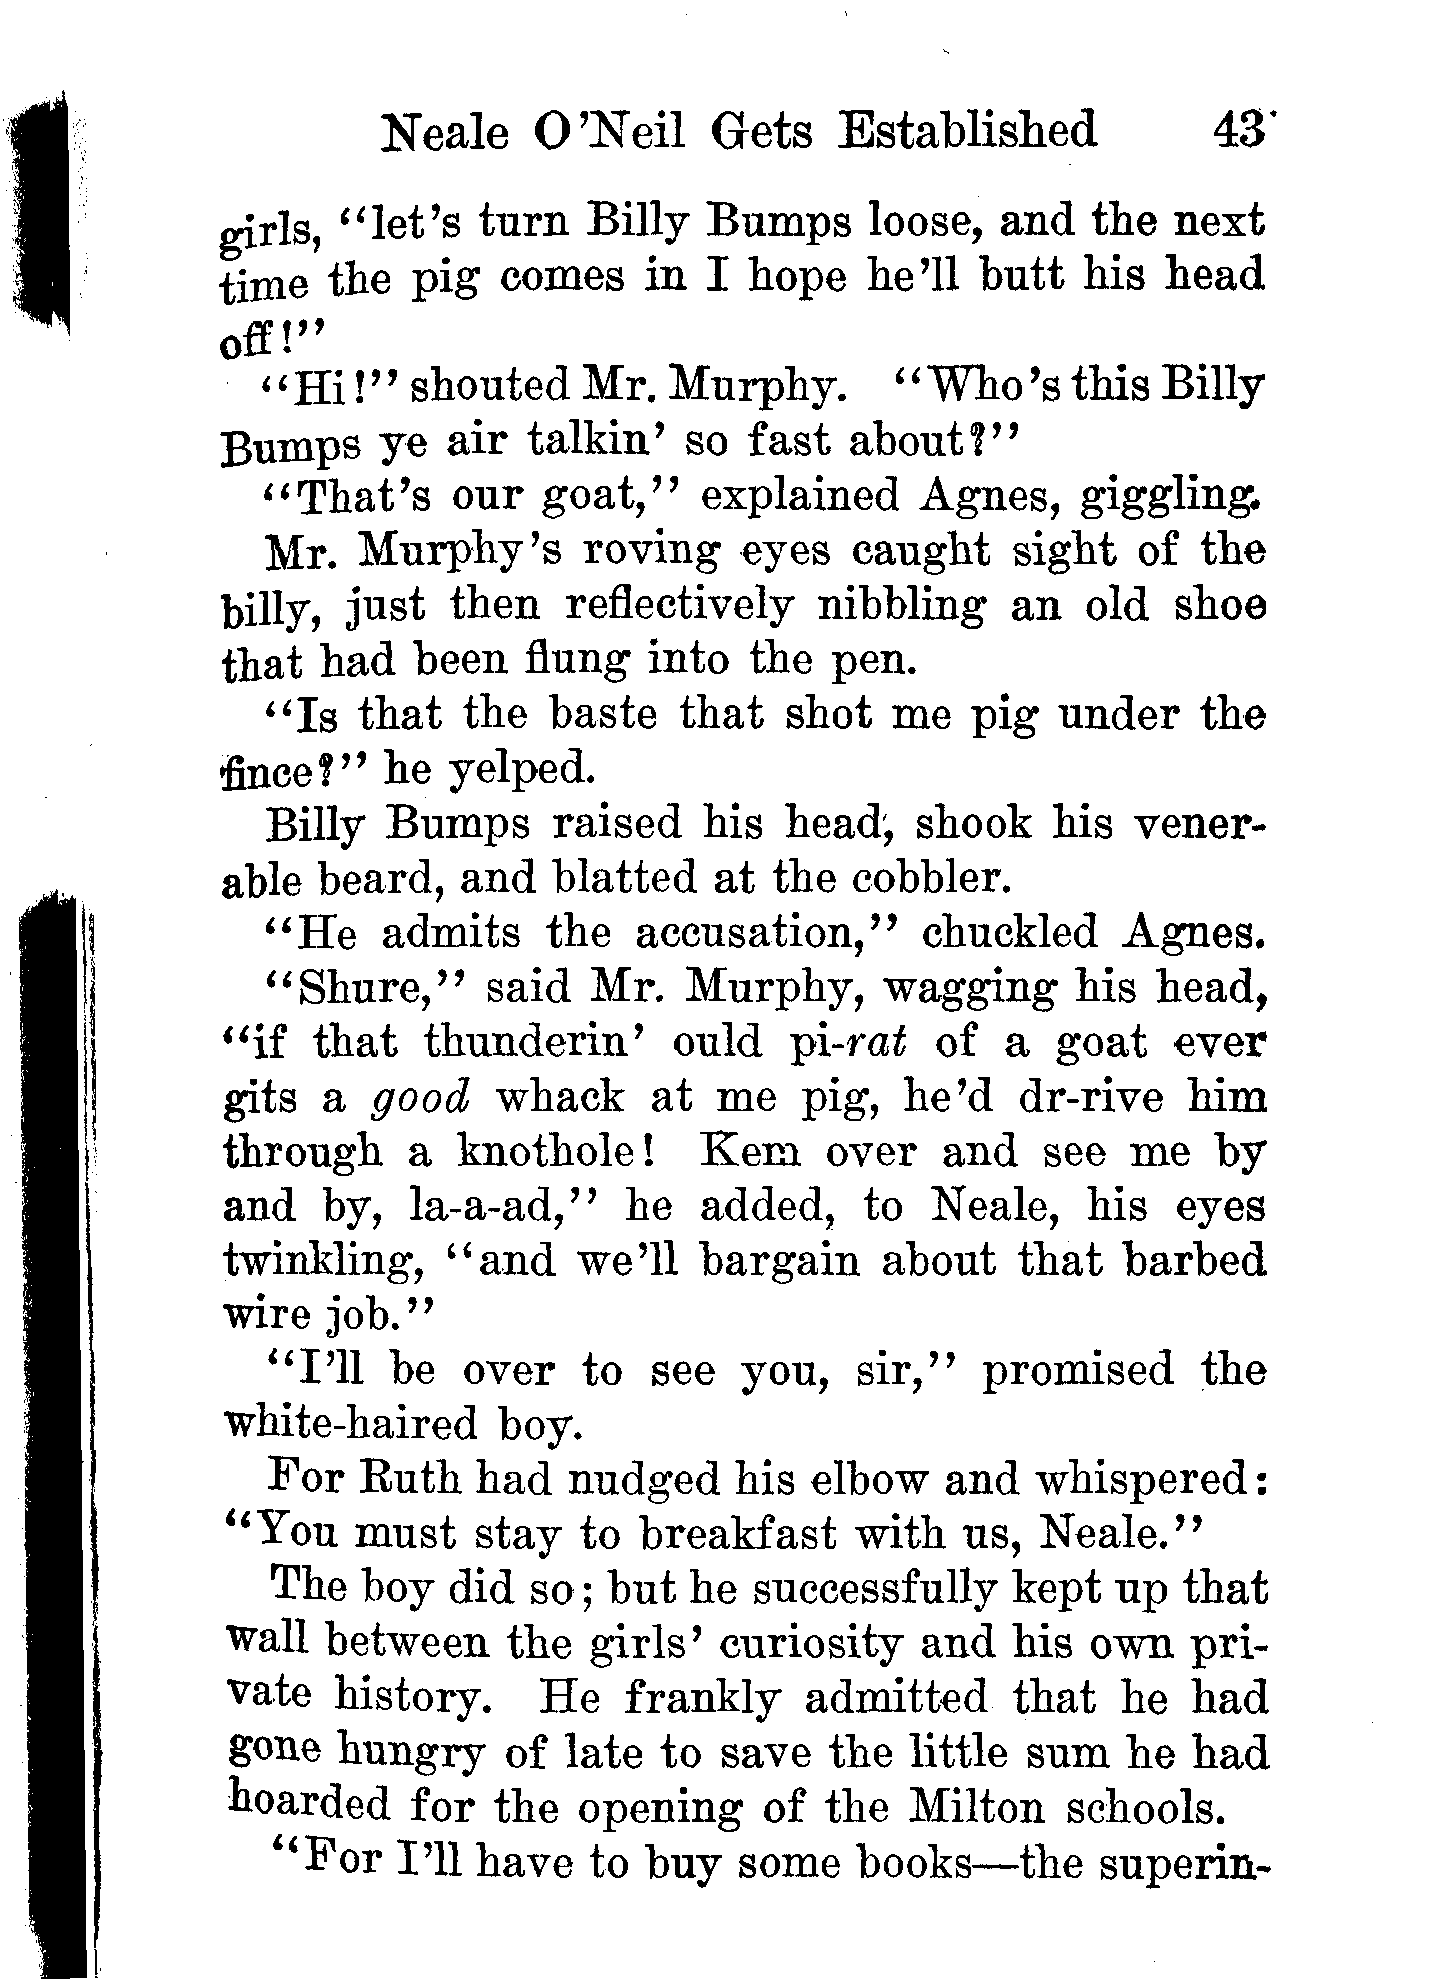 Neale O'Neil Gets Established 43
girls, "let's turn Billy Bumps loose, and the next
time the pig comes in I hope he'll butt his head
off!"
"Hi!" shouted Mr. Murphy. "Who's this Billy
Bumps ye air talkin' so fast about?"
"That's our goat," explained Agnes, giggling.
Mr. Murphy's roving eyes caught sight of the
billy, just then reflectively nibbling an old shoe
that had been flung into the pen.
"Is that the baste that shot me pig under the
fince?" he yelped.
Billy Bumps raised his head, shook his vener-
able beard, and blatted at the cobbler.
"He admits the accusation," chuckled Agnes.
"Shure," said Mr. Murphy, wagging his head,
"if that thunderin' ould pi-rat of a goat ever
gits a good whack at me pig, he'd dr-rive him
through a knothole! Kem over and see me by
and by, la-a-ad," he added, to Neale, his eyes
twinkling, "and we'll bargain about that barbed
wire job."
"I'll be over to see you, sir," promised the
white-haired boy.
For Ruth had nudged his elbow and whispered:
"You must stay to breakfast with us, Neale."
The boy did so; but he successfully kept up that
wall between the girls' curiosity and his own pri-
vate history. He frankly admitted that he had
gone hungry of late to save the little sum he had
hoarded for the opening of the Milton schools.
"For I'll have to buy some books—the superin-